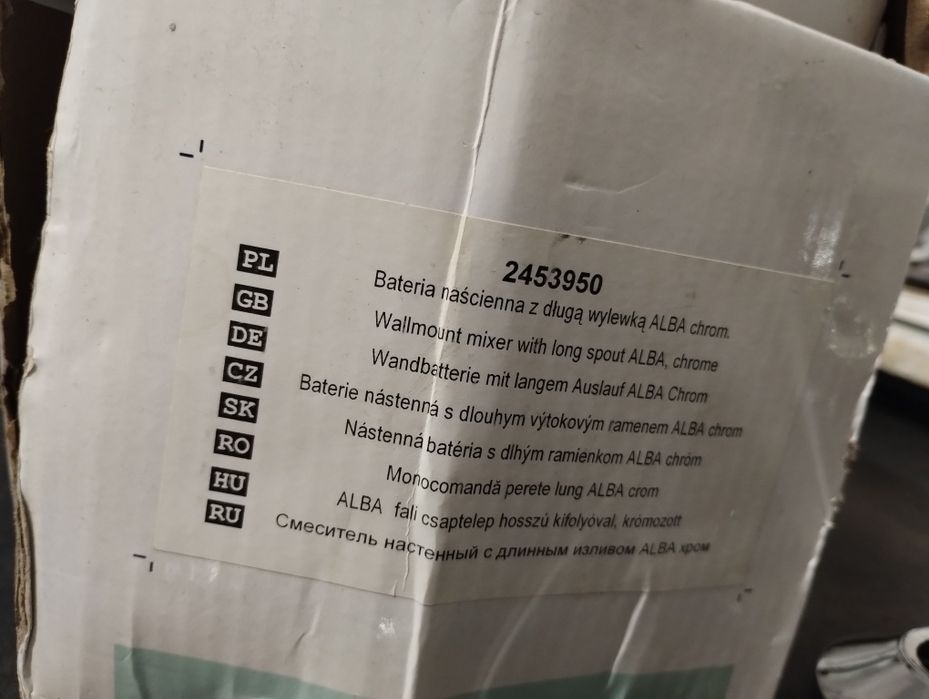 2453950
PL Bateria naścienna z długą wylewką ALBA chrom.
GB Wallmount mixer with long spout ALBA, chrome
DE Wandbatterie mit langem Auslauf ALBA Chrom
CZ Baterie nástenná s dlouhym výtokovým ramenem ALBA chrom
SK Nástenná batéria s dlhým ramienkom ALBA chróm
RO Monocomandă perete lung ALBA crom
HU ALBA fali csaptelep hosszú kifolyóval, krómozott
RU Смеситель настенный с длинным изливом ALBA хром